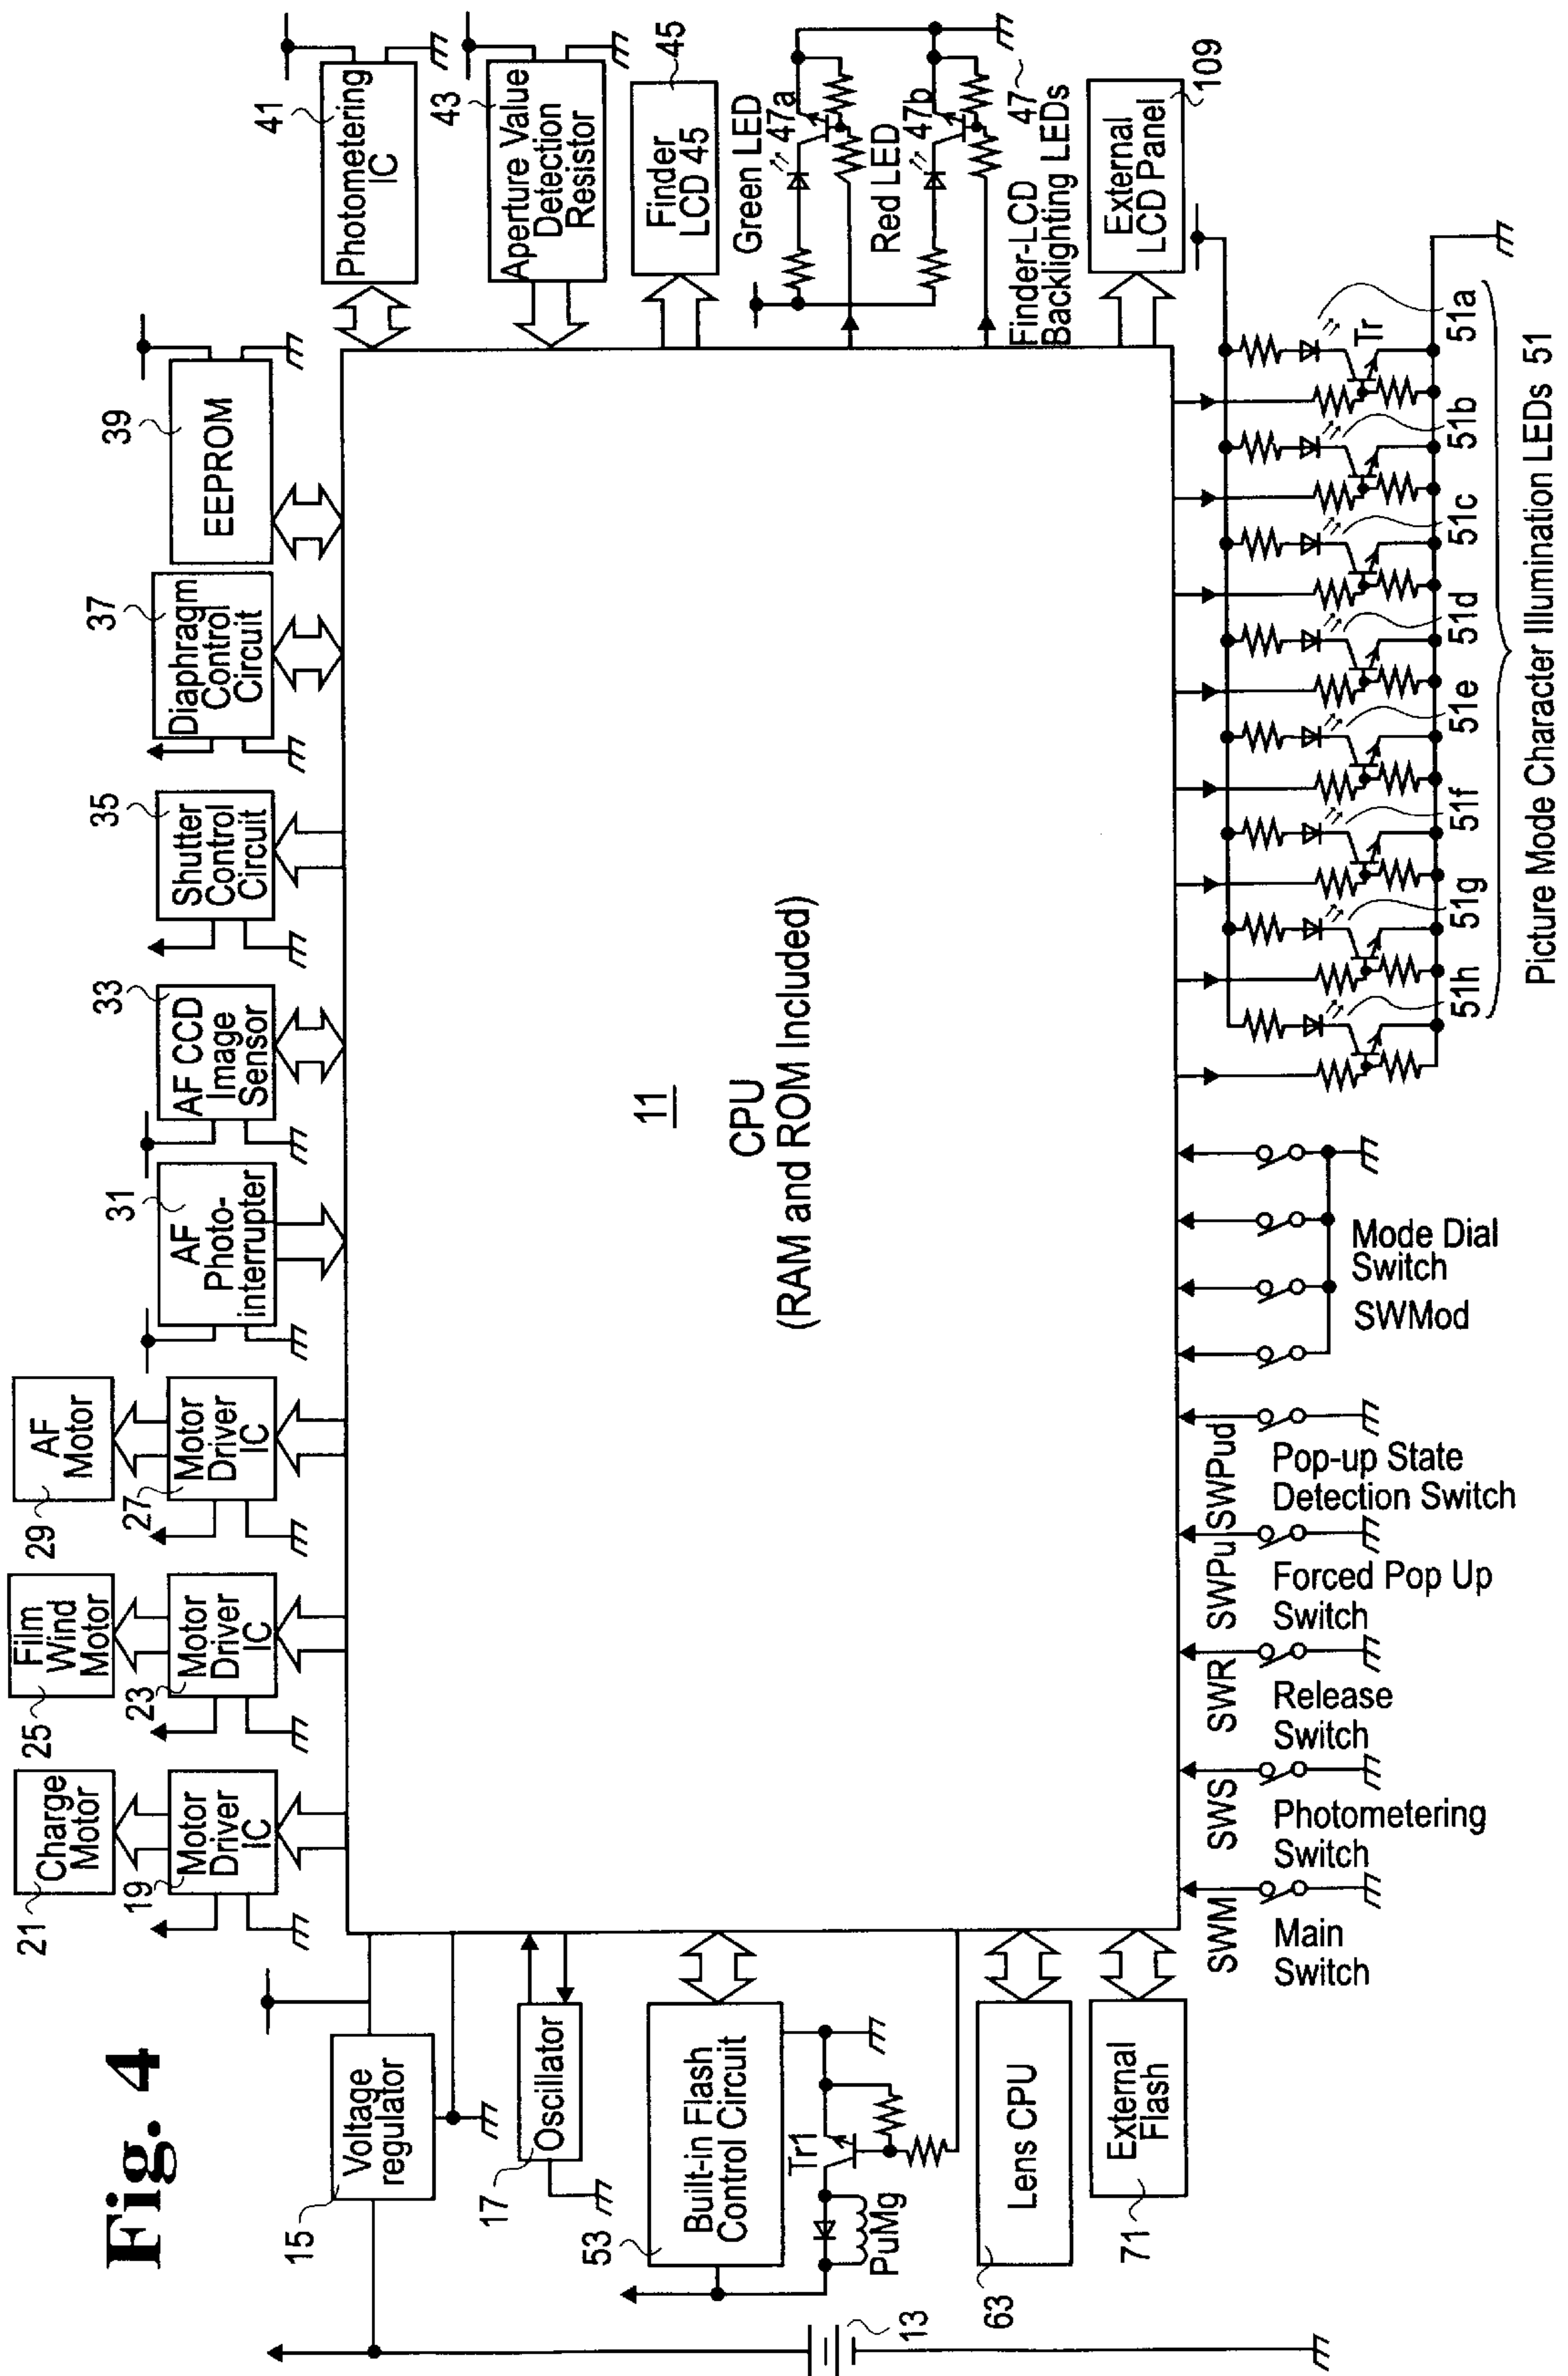 Fig. 4
21
Charge
Motor
19
Motor
Driver
IC
25
Film
Wind
Motor
23
Motor
Driver
IC
29
AF
Motor
27
Motor
Driver
IC
31
AF
Photo-
interrupter
33
AF CCD
Image
Sensor
35
Shutter
Control
Circuit
37
Diaphragm
Control
Circuit
39
EEPROM
41
Photometering
IC
43
Aperture Value
Detection
Resistor
45
Finder
LCD 45
Green LED
47a
Red LED
47b
47
Finder-LCD
Backlighting LEDs
External
LCD Panel
109
15
Voltage
regulator
17
Oscillator
53
Built-in Flash
Control Circuit
Tr1
PuMg
13
63
Lens CPU
71
External
Flash
11
CPU
(RAM and ROM Included)
SWM
Main
Switch
SWS
Photometering
Switch
SWR
Release
Switch
SWPu
Forced Pop Up
Switch
SWPud
Pop-up State
Detection Switch
Mode Dial
Switch
SWMod
Tr
51h
51g
51f
51e
51d
51c
51b
51a
Picture Mode Character Illumination LEDs 51